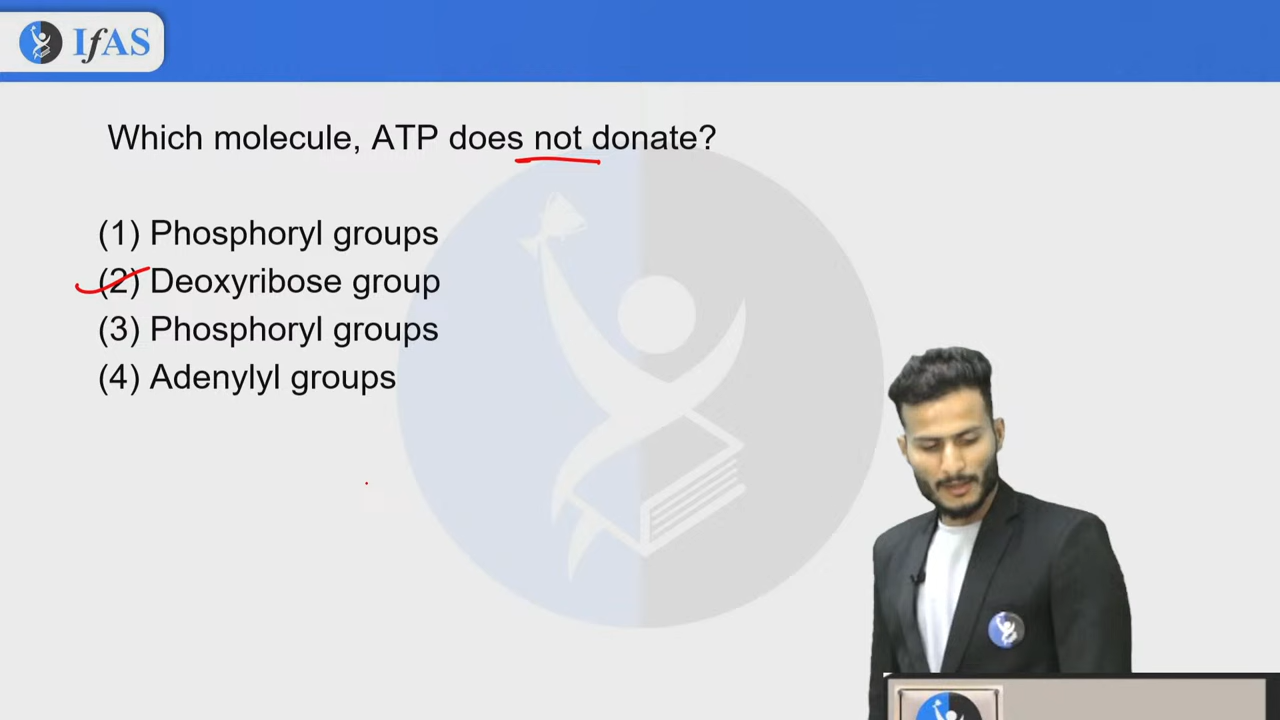 IfAS
Which molecule, ATP does not donate?
(1) Phosphoryl groups
(2) Deoxyribose group
(3) Phosphoryl groups
(4) Adenylyl groups